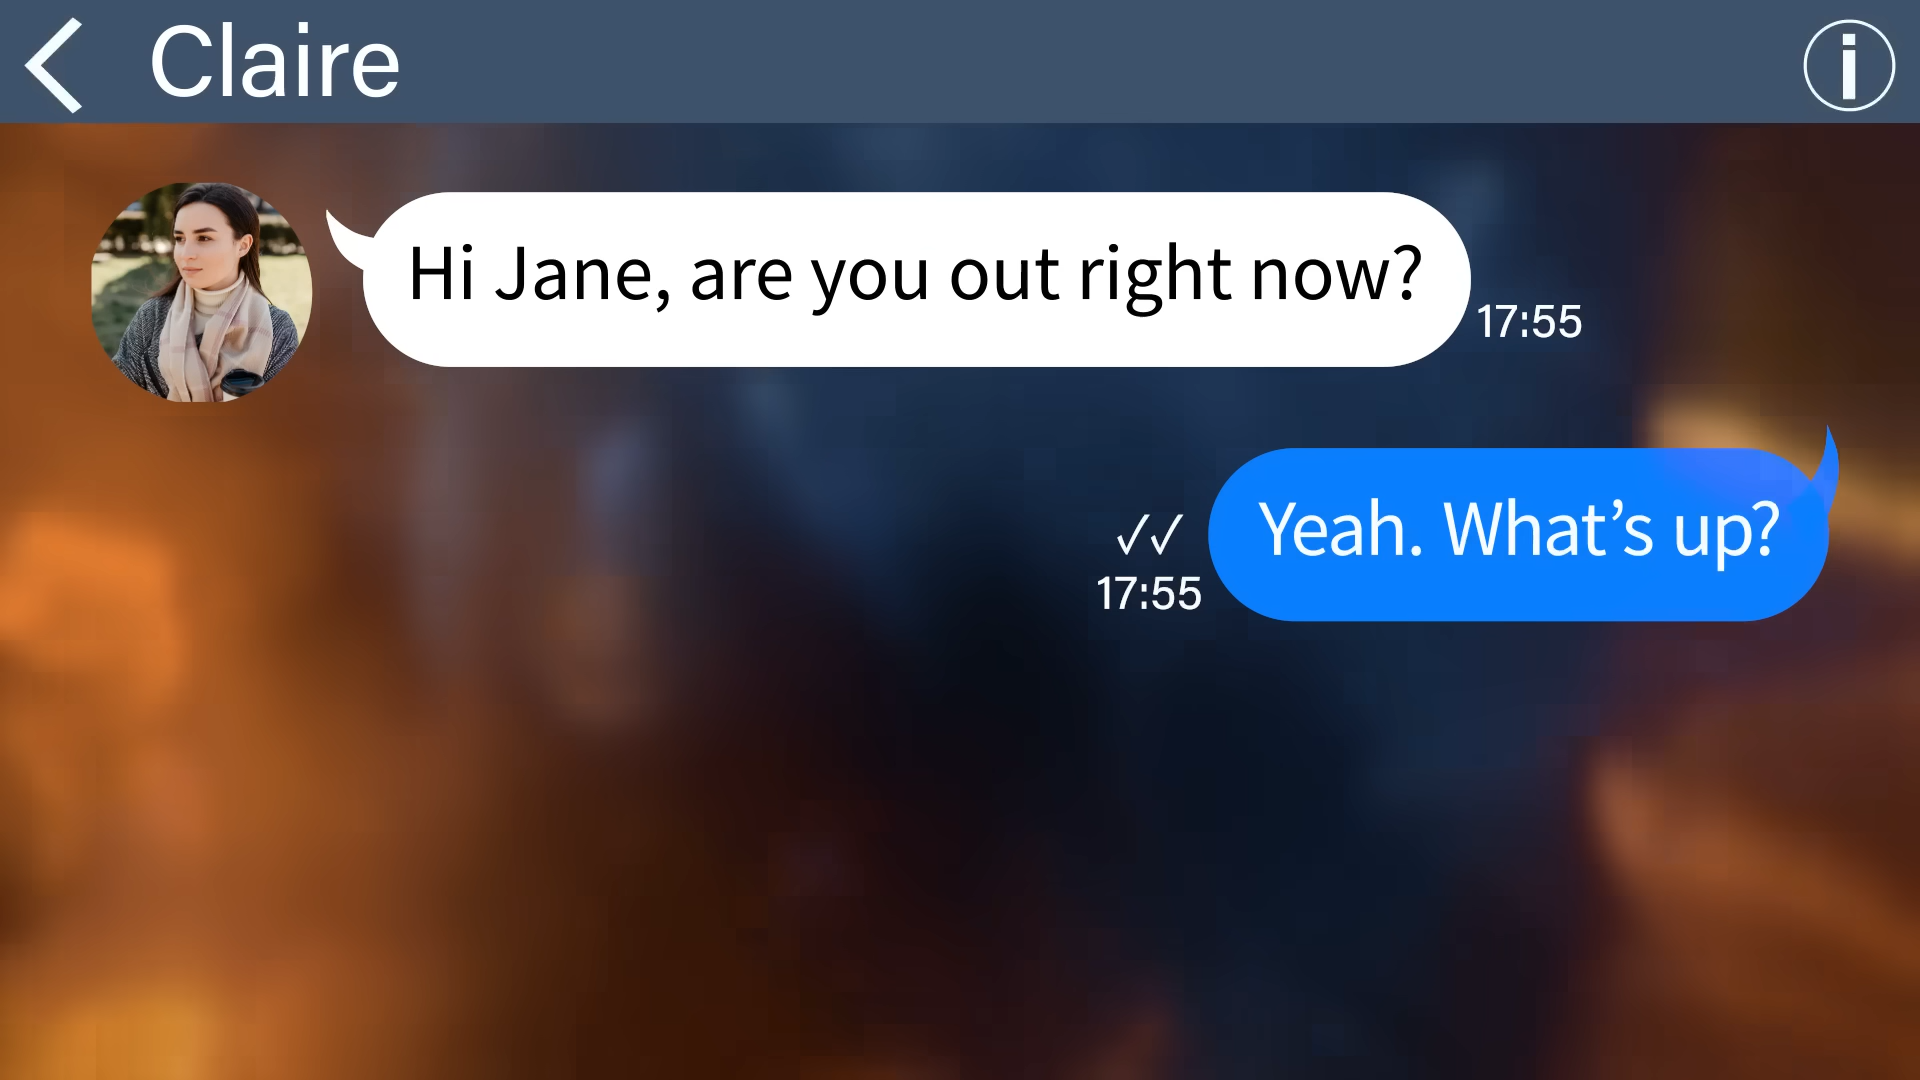 Claire
Hi Jane, are you out right now?
17:55
Yeah. What’s up?
✓✓
17:55